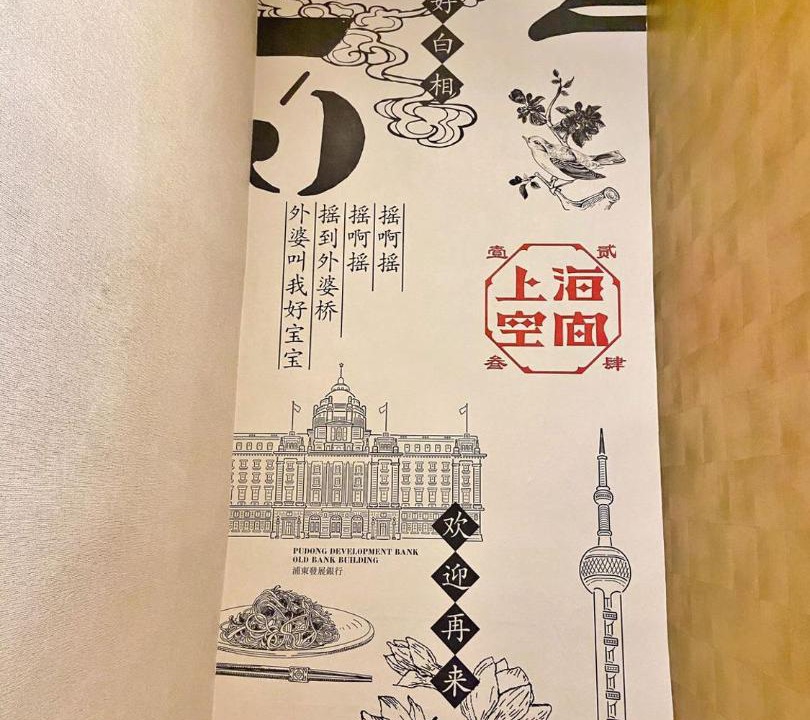 好白相
摇啊摇
摇啊摇
摇到外婆桥
外婆叫我好宝宝
壹 贰
上海
空间
叁 肆
PUDONG DEVELOPMENT BANK
OLD BANK BUILDING
浦東發展銀行
欢迎再来